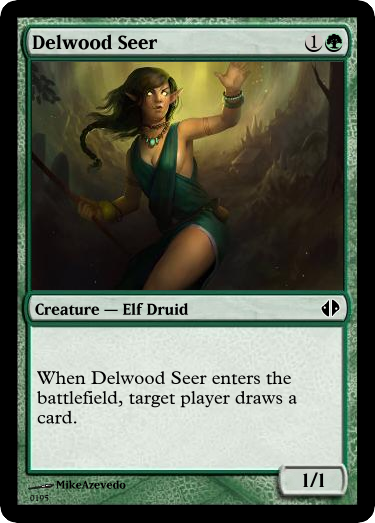 Delwood Seer 1
Creature — Elf Druid
When Delwood Seer enters the
battlefield, target player draws a
card.
1/1
MikeAzevedo
0195